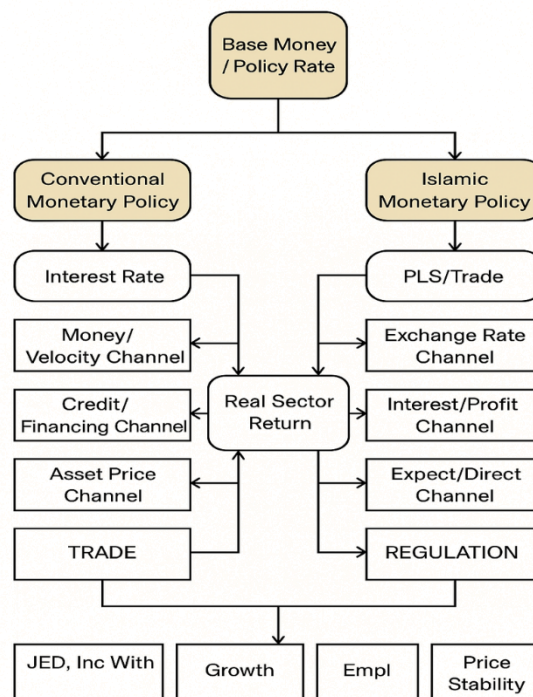 Base Money
/ Policy Rate
Conventional
Monetary Policy
Islamic
Monetary Policy
Interest Rate
PLS/Trade
Money/
Velocity Channel
Exchange Rate
Channel
Credit/
Financing Channel
Real Sector
Return
Interest/Profit
Channel
Asset Price
Channel
Expect/Direct
Channel
TRADE
REGULATION
JED, Inc With
Growth
Empl
Price
Stability